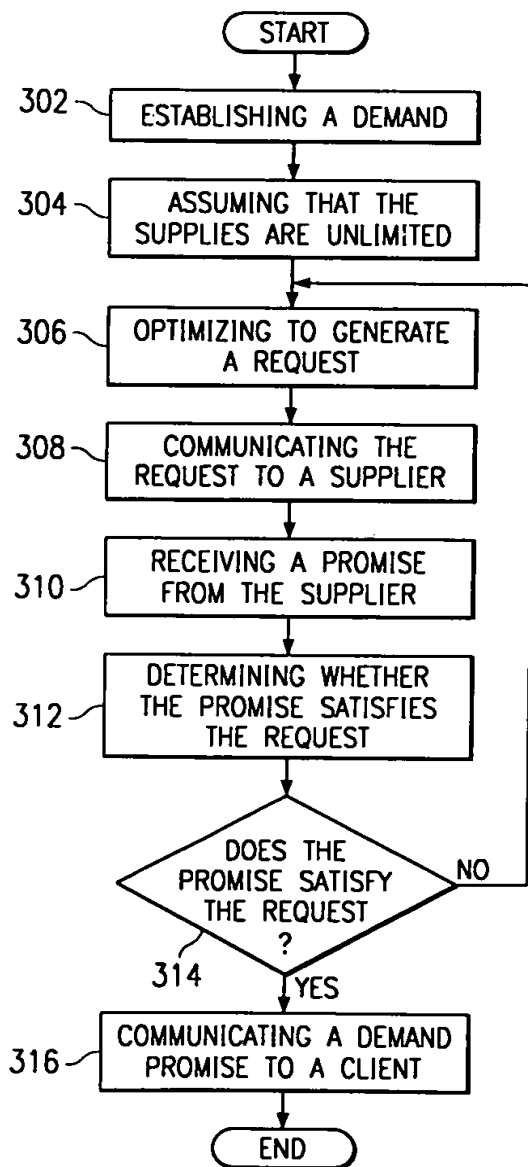 START
302
ESTABLISHING A DEMAND
304
ASSUMING THAT THE
SUPPLIES ARE UNLIMITED
306
OPTIMIZING TO GENERATE
A REQUEST
308
COMMUNICATING THE
REQUEST TO A SUPPLIER
310
RECEIVING A PROMISE
FROM THE SUPPLIER
312
DETERMINING WHETHER
THE PROMISE SATISFIES
THE REQUEST
DOES THE
PROMISE SATISFY
THE REQUEST
?
NO
314
YES
316
COMMUNICATING A DEMAND
PROMISE TO A CLIENT
END